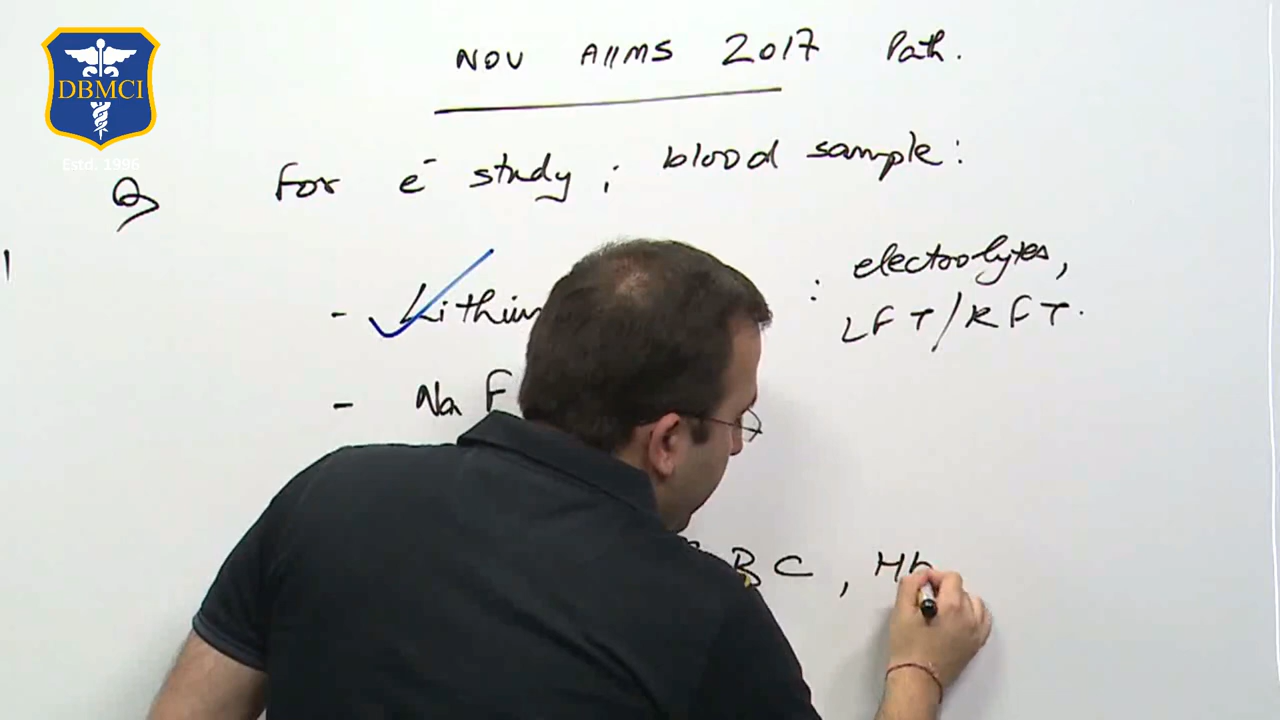 DBMCI
Estd. 1996
NOV AIIMS 2017 Path.
Q For e⁻ study ; blood sample :
- Lithium : electrolytes,
LFT/RFT.
- Na F
BC , Hb